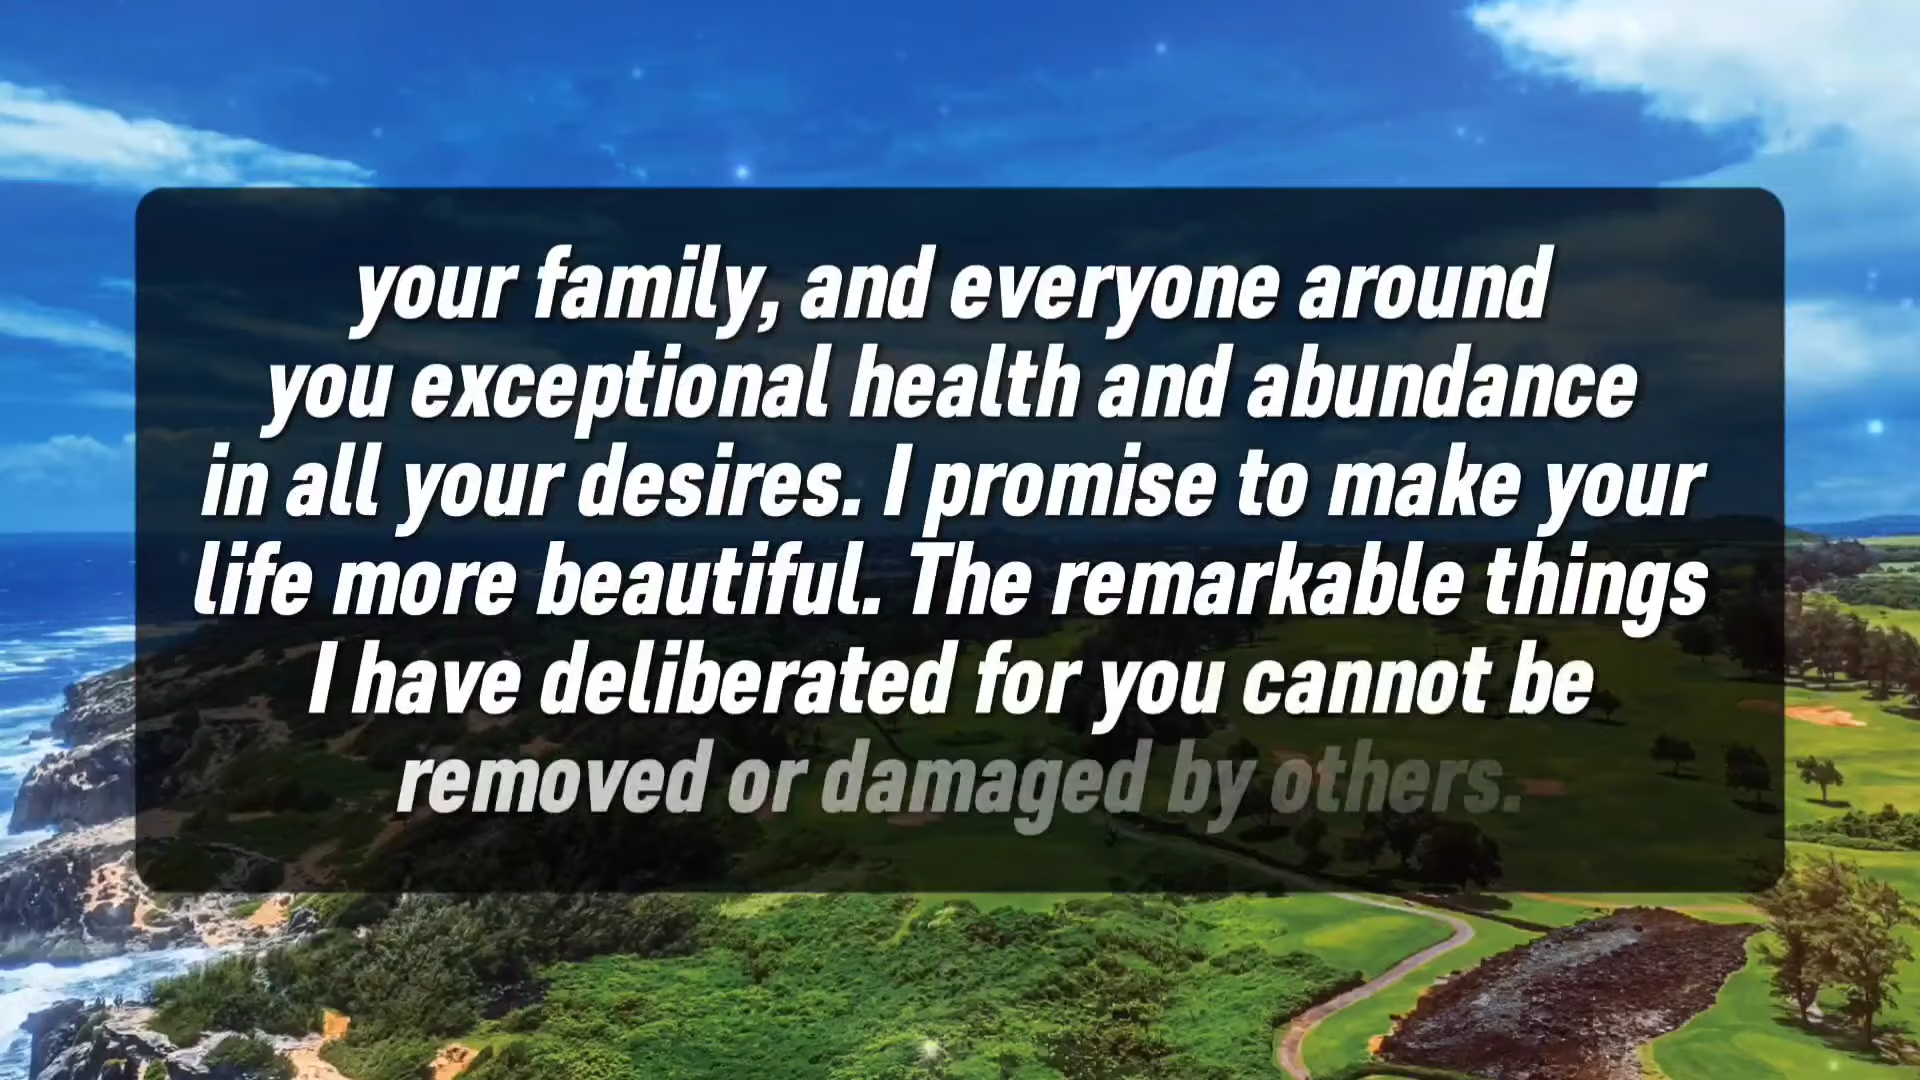 your family, and everyone around
you exceptional health and abundance
in all your desires. I promise to make your
life more beautiful. The remarkable things
I have deliberated for you cannot be
removed or damaged by others.